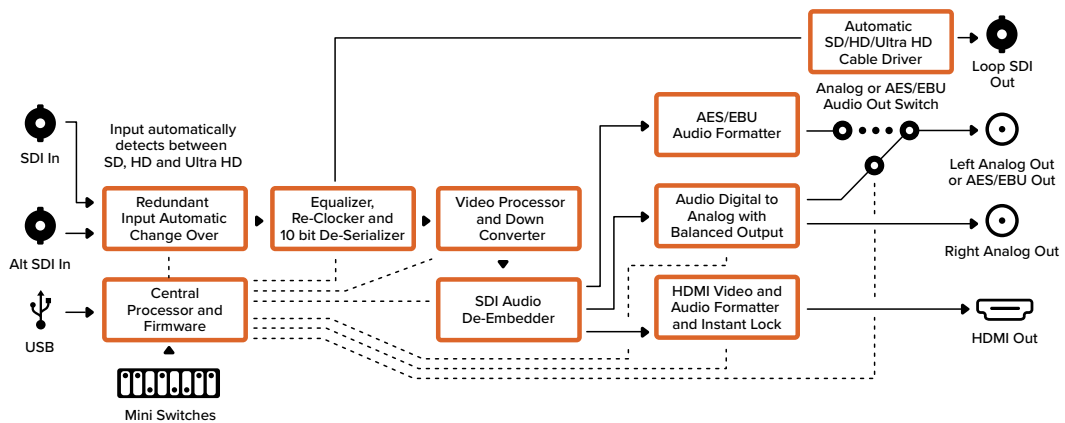 Automatic
SD/HD/Ultra HD
Cable Driver
Loop SDI
Out
Analog or AES/EBU
Audio Out Switch
SDI In
Input automatically
detects between
SD, HD and Ultra HD
AES/EBU
Audio Formatter
Left Analog Out
or AES/EBU Out
Alt SDI In
Redundant
Input Automatic
Change Over
Equalizer,
Re-Clocker and
10 bit De-Serializer
Video Processor
and Down
Converter
Audio Digital to
Analog with
Balanced Output
Right Analog Out
USB
Central
Processor and
Firmware
SDI Audio
De-Embedder
HDMI Video and
Audio Formatter
and Instant Lock
HDMI Out
Mini Switches